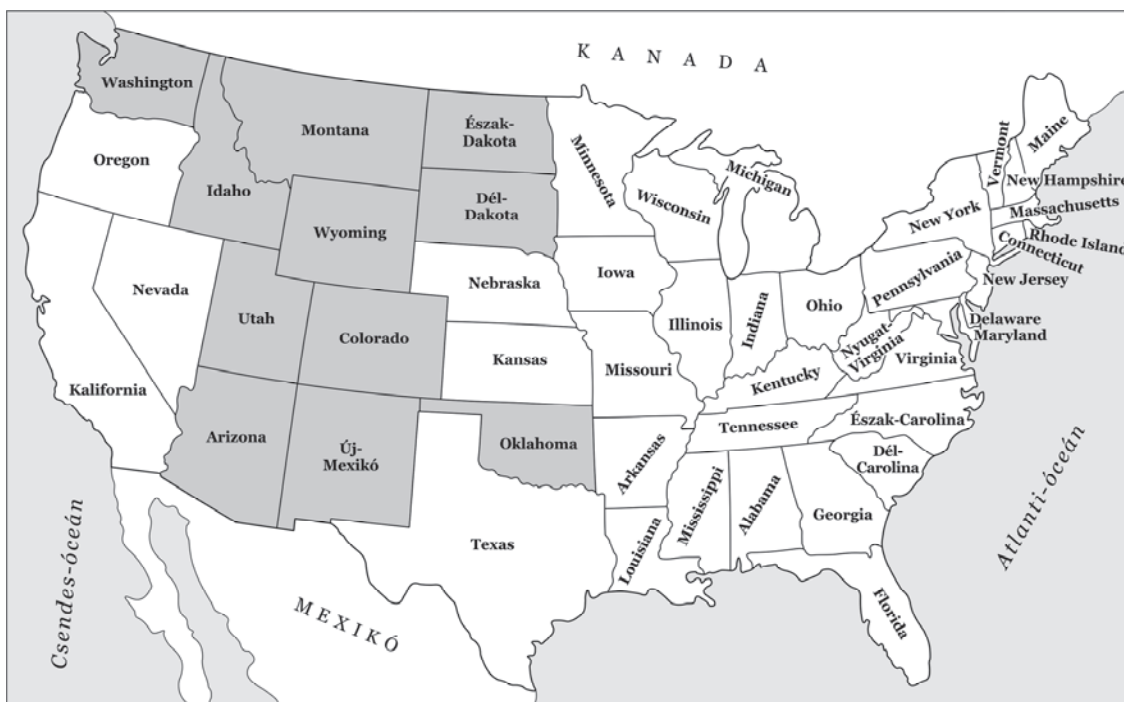 KANADA
Washington
Montana
Észak-
Dakota
Minnesota
Maine
Vermont
Oregon
Idaho
Dél-
Dakota
Wisconsin
Michigan
New Hampshire
New York
Massachusetts
Wyoming
Rhode Island
Connecticut
Nebraska
Iowa
Pennsylvania
New Jersey
Nevada
Utah
Colorado
Kansas
Illinois
Indiana
Ohio
Delaware
Maryland
Nyugat-
Virginia
Virginia
Missouri
Kentucky
Kalifornia
Arizona
Új-
Mexikó
Oklahoma
Arkansas
Tennessee
Észak-Carolina
Dél-
Carolina
Texas
Louisiana
Mississippi
Alabama
Georgia
Florida
Csendes-óceán
MEXIKÓ
Atlanti-óceán